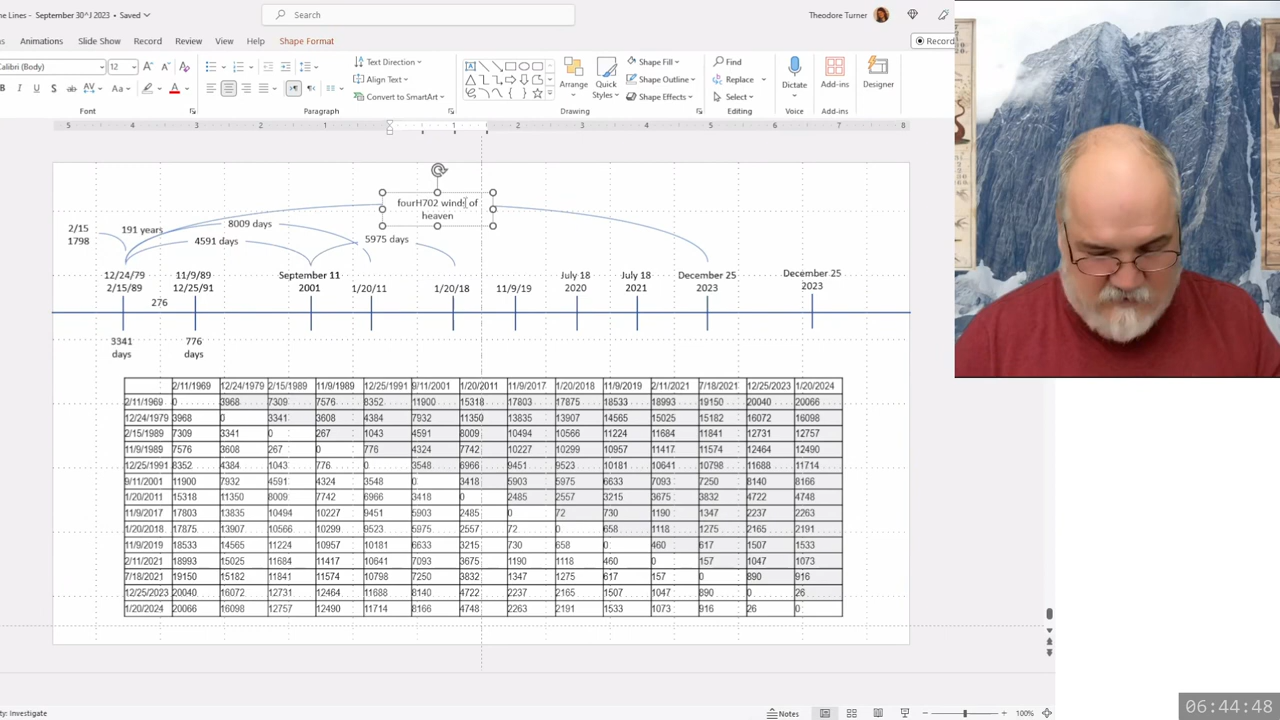 ne Lines - September 30^J 2023 • Saved
Search
Theodore Turner
Animations Slide Show Record Review View Help Shape Format
Record
Calibri (Body) 12
Text Direction
Align Text
Convert to SmartArt
Arrange
Quick Styles
Shape Fill
Shape Outline
Shape Effects
Find
Replace
Select
Dictate
Add-ins
Designer
Font Paragraph Drawing Editing Voice Add-ins
5 4 3 2 1 1 2 3 4 5 6 7 8
fourH702 winds of
heaven
2/15
1798
191 years
8009 days
4591 days
5975 days
12/24/79 11/9/89 September 11 July 18 July 18 December 25 December 25
2/15/89 12/25/91 2001 1/20/11 1/20/18 11/9/19 2020 2021 2023 2023
276
3341
days
776
days
2/11/1969 12/24/1979 2/15/1989 11/9/1989 12/25/1991 9/11/2001 1/20/2011 11/9/2017 1/20/2018 11/9/2019 2/11/2021 7/18/2021 12/25/2023 1/20/2024
2/11/1969 0 3968 7309 7576 8352 11900 15318 17803 17875 18533 18993 19150 20040 20066
12/24/1979 3968 0 3341 3608 4384 7932 11350 13835 13907 14565 15025 15182 16072 16098
2/15/1989 7309 3341 0 267 1043 4591 8009 10494 10566 11224 11684 11841 12731 12757
11/9/1989 7576 3608 267 0 776 4324 7742 10227 10299 10957 11417 11574 12464 12490
12/25/1991 8352 4384 1043 776 0 3548 6966 9451 9523 10181 10641 10798 11688 11714
9/11/2001 11900 7932 4591 4324 3548 0 3418 5903 5975 6633 7093 7250 8140 8166
1/20/2011 15318 11350 8009 7742 6966 3418 0 2485 2557 3215 3675 3832 4722 4748
11/9/2017 17803 13835 10494 10227 9451 5903 2485 0 72 730 1190 1347 2237 2263
1/20/2018 17875 13907 10566 10299 9523 5975 2557 72 0 658 1118 1275 2165 2191
11/9/2019 18533 14565 11224 10957 10181 6633 3215 730 658 0 460 617 1507 1533
2/11/2021 18993 15025 11684 11417 10641 7093 3675 1190 1118 460 0 157 1047 1073
7/18/2021 19150 15182 11841 11574 10798 7250 3832 1347 1275 617 157 0 890 916
12/25/2023 20040 16072 12731 12464 11688 8140 4722 2237 2165 1507 1047 890 0 26
1/20/2024 20066 16098 12757 12490 11714 8166 4748 2263 2191 1533 1073 916 26 0
ty: Investigate
Notes
100%
06:44:48